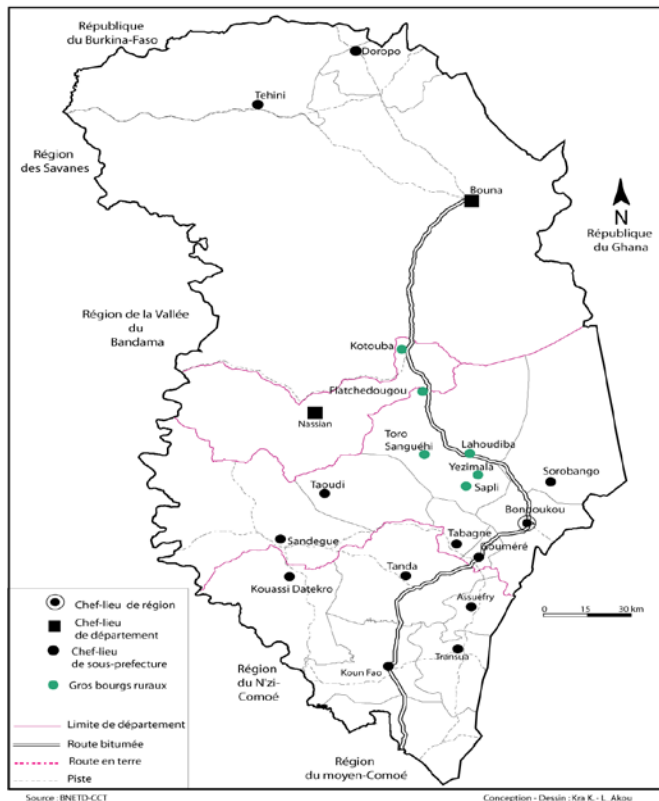 République
du Burkina-Faso
Doropo
Tehini
Région
des Savanes
Bouna
N
République
du Ghana
Région de la Vallée
du
Bandama
Kotouba
Flatchedougou
Nassian
Toro
Sanguéhi
Lahoudiba
Yezimala
Sapli
Sorobango
Taoudi
Bondoukou
Sandegue
Tabagne
Gouméré
Tanda
Kouassi Datekro
Assuefry
Transua
Koun Fao
0 15 30 km
Région
du N'zi-
Comoé
Région
du moyen-Comoé
Chef-lieu de région
Chef-lieu
de département
Chef-lieu
de sous-prefecture
Gros bourgs ruraux
Limite de département
Route bitumée
Route en terre
Piste
Source : BNETD-CCT
Conception - Dessin : Kra K. - L. Akou